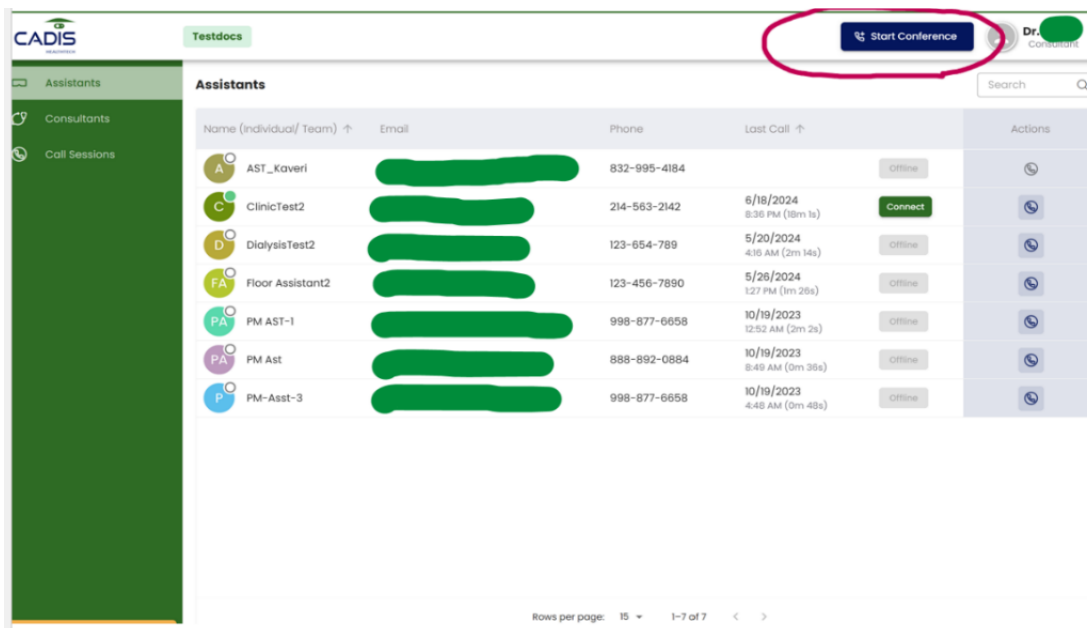 CADIS
HEALTHTECH
Testdocs
Start Conference
Dr.
Consultant
Assistants
Consultants
Call Sessions
Assistants
Search
Name (Individual/ Team) ↑ Email Phone Last Call ↑ Actions
A AST_Kaveri 832-995-4184 Offline
C ClinicTest2 214-563-2142 6/18/2024 Connect
8:36 PM (18m 1s)
D DialysisTest2 123-654-789 5/20/2024 Offline
4:16 AM (2m 14s)
FA Floor Assistant2 123-456-7890 5/26/2024 Offline
1:27 PM (1m 26s)
PA PM AST-1 998-877-6658 10/19/2023 Offline
12:52 AM (2m 2s)
PA PM Ast 888-892-0884 10/19/2023 Offline
8:49 AM (0m 36s)
P PM-Asst-3 998-877-6658 10/19/2023 Offline
4:48 AM (0m 48s)
Rows per page: 15 1-7 of 7 < >